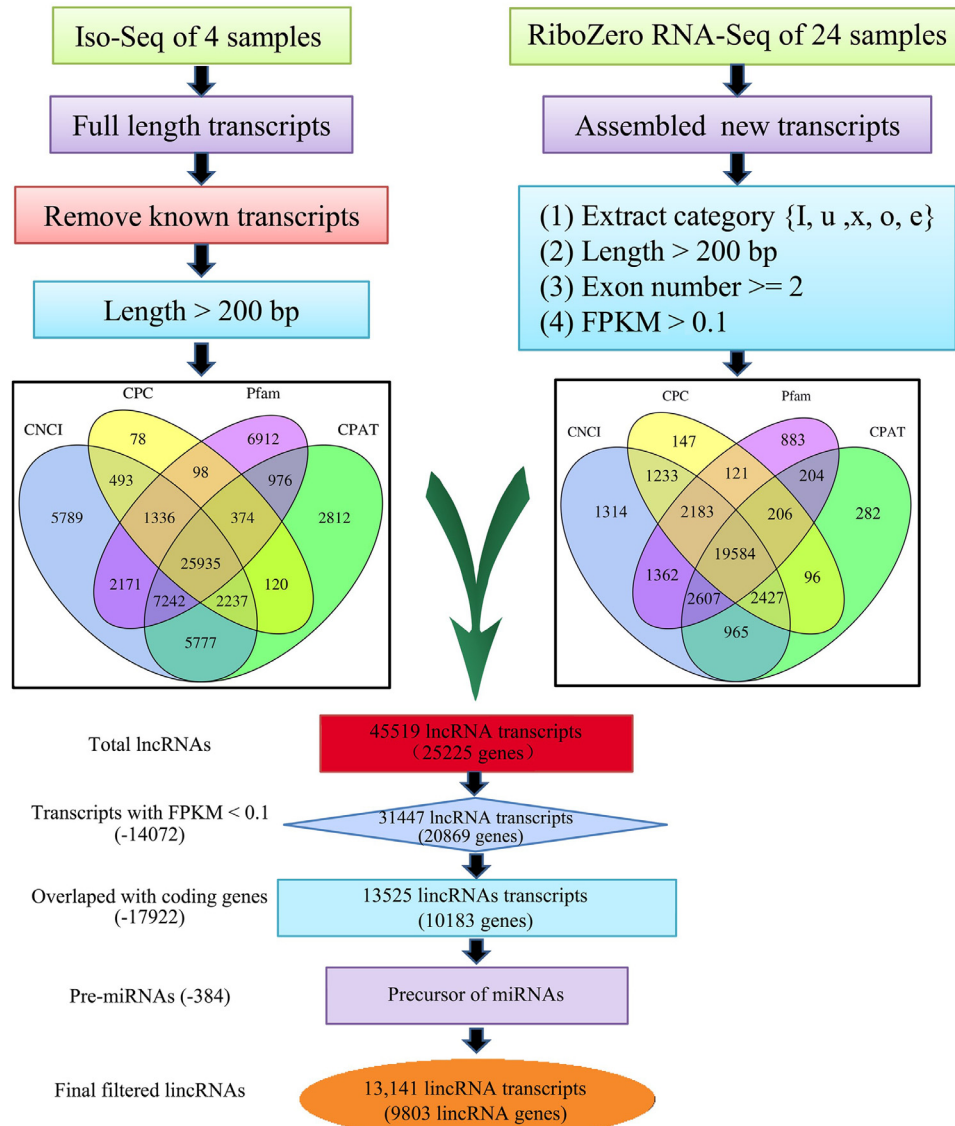 Iso-Seq of 4 samples
Full length transcripts
Remove known transcripts
Length > 200 bp
RiboZero RNA-Seq of 24 samples
Assembled new transcripts
(1) Extract category {I, u ,x, o, e}
(2) Length > 200 bp
(3) Exon number >= 2
(4) FPKM > 0.1
CNCI
CPC
Pfam
CPAT
78
6912
493
98
976
5789
1336
374
2812
25935
2171
120
7242
2237
5777
CNCI
CPC
Pfam
CPAT
147
883
1233
121
204
1314
2183
206
282
19584
1362
96
2607
2427
965
Total lncRNAs
45519 lncRNA transcripts
(25225 genes)
Transcripts with FPKM < 0.1
(-14072)
31447 lncRNA transcripts
(20869 genes)
Overlaped with coding genes
(-17922)
13525 lincRNAs transcripts
(10183 genes)
Pre-miRNAs (-384)
Precursor of miRNAs
Final filtered lincRNAs
13,141 lincRNA transcripts
(9803 lincRNA genes)